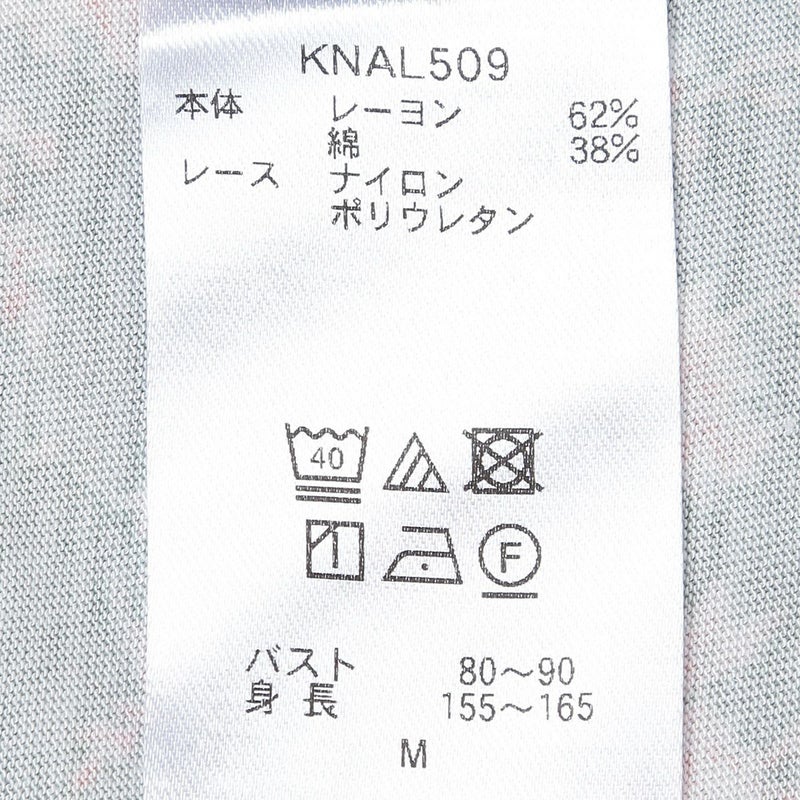 KNAL509
本体 レーヨン 62%
綿 38%
レース ナイロン
ポリウレタン
40
F
バスト 80～90
身長 155～165
M